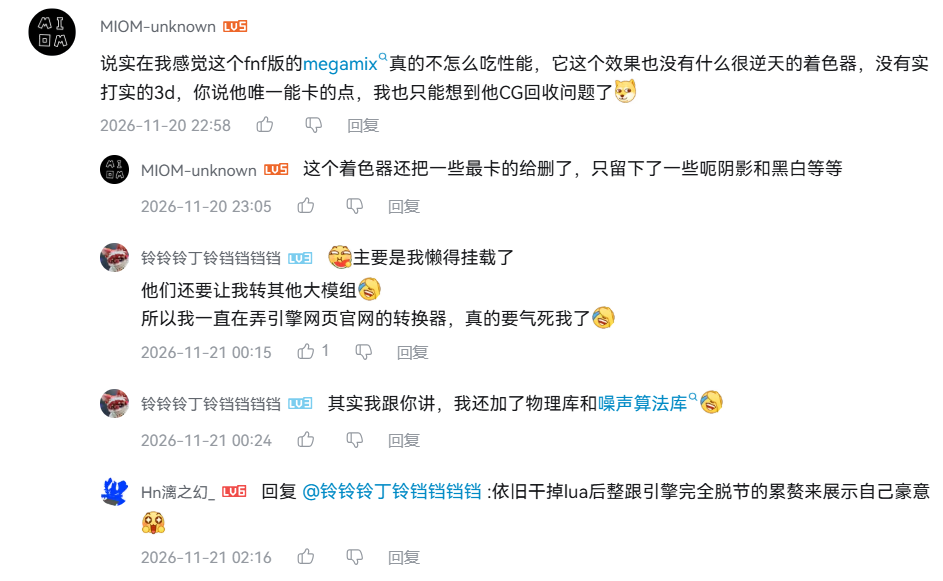 MIOM
MIOM-unknown LV5
说实在我感觉这个fnf版的megamix真的不怎么吃性能，它这个效果也没有什么很逆天的着色器，没有实
打实的3d，你说他唯一能卡的点，我也只能想到他CG回收问题了
2026-11-20 22:58 回复
MIOM
MIOM-unknown LV5 这个着色器还把一些最卡的给删了，只留下了一些呃阴影和黑白等等
2026-11-20 23:05 回复
铃铃铃丁铃铛铛铛铛 LV3 主要是我懒得挂载了
他们还要让我转其他大模组
所以我一直在弄引擎网页官网的转换器，真的要气死我了
2026-11-21 00:15 1 回复
铃铃铃丁铃铛铛铛铛 LV3 其实我跟你讲，我还加了物理库和噪声算法库
2026-11-21 00:24 回复
Hn漓之幻_ LV6 回复 @铃铃铃丁铃铛铛铛铛 :依旧干掉lua后整跟引擎完全脱节的累赘来展示自己豪意
2026-11-21 02:16 回复